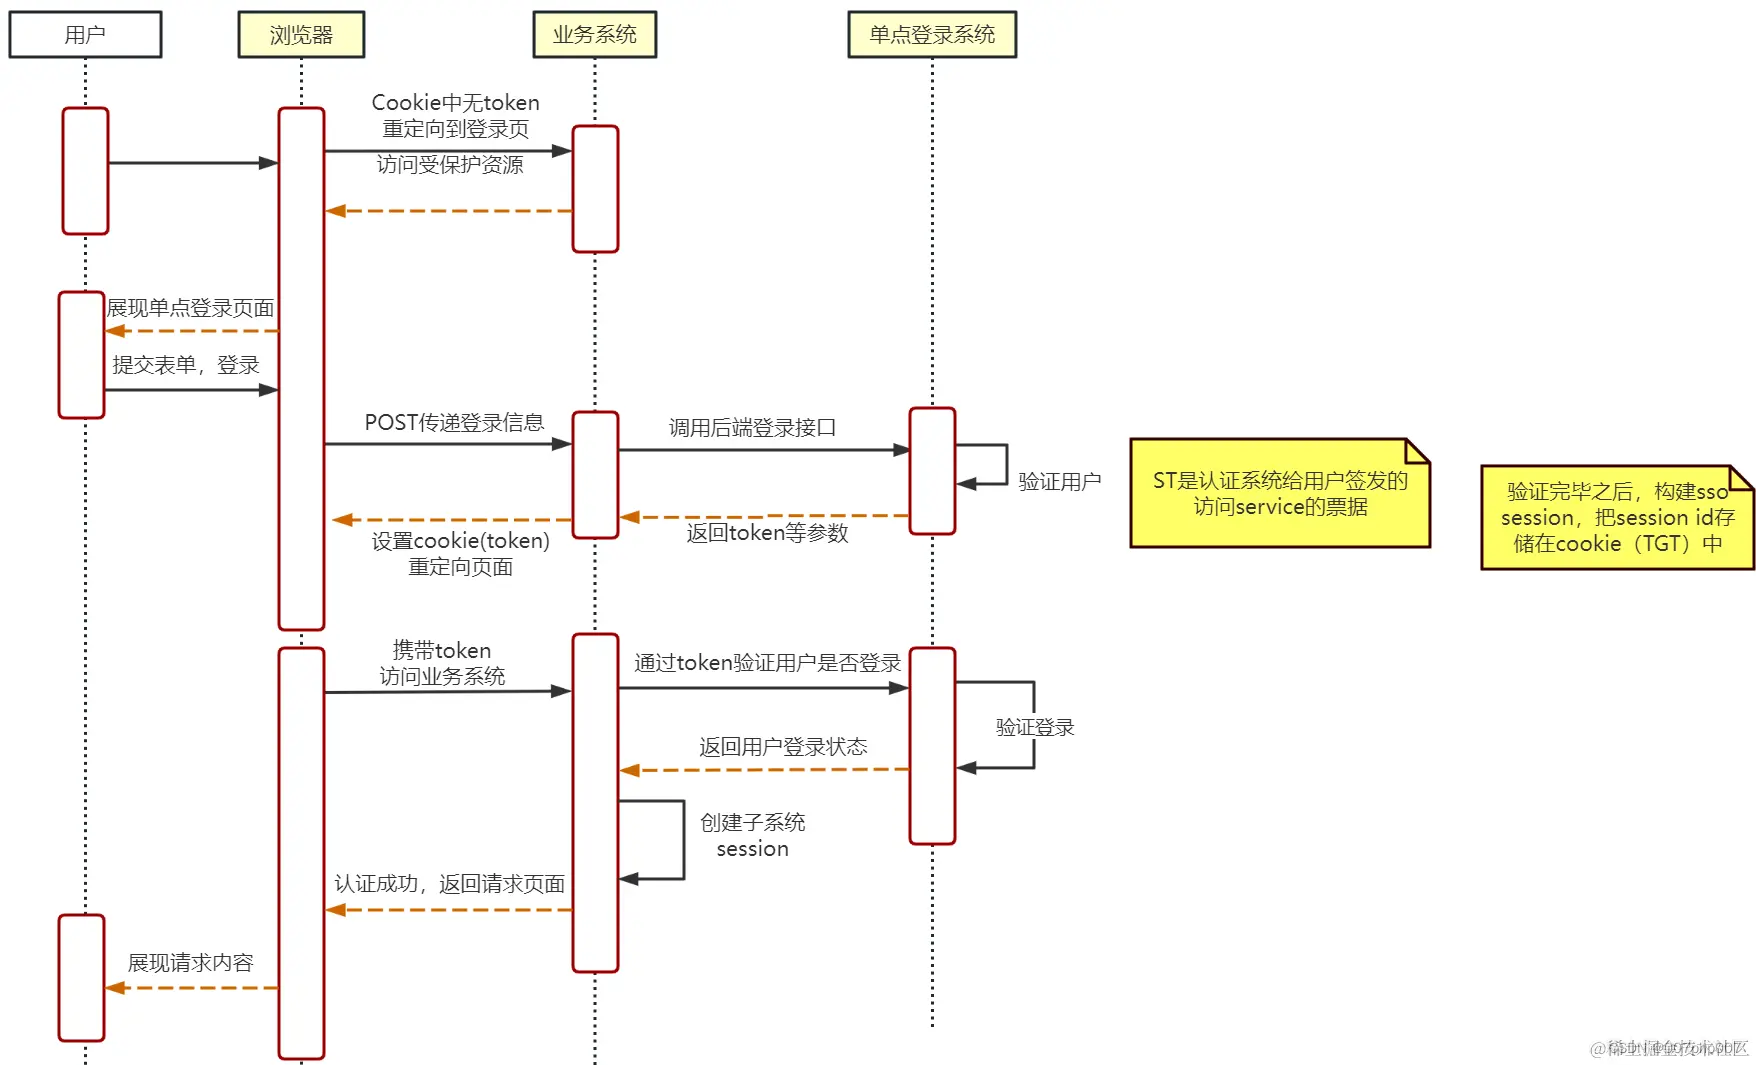 用户
浏览器
业务系统
单点登录系统
Cookie中无token
重定向到登录页
访问受保护资源
展现单点登录页面
提交表单，登录
POST传递登录信息
调用后端登录接口
验证用户
ST是认证系统给用户签发的
访问service的票据
验证完毕之后，构建sso
session，把session id存
储在cookie（TGT）中
返回token等参数
设置cookie(token)
重定向页面
携带token
访问业务系统
通过token验证用户是否登录
验证登录
返回用户登录状态
创建子系统
session
认证成功，返回请求页面
展现请求内容
@稀土掘金技术社区